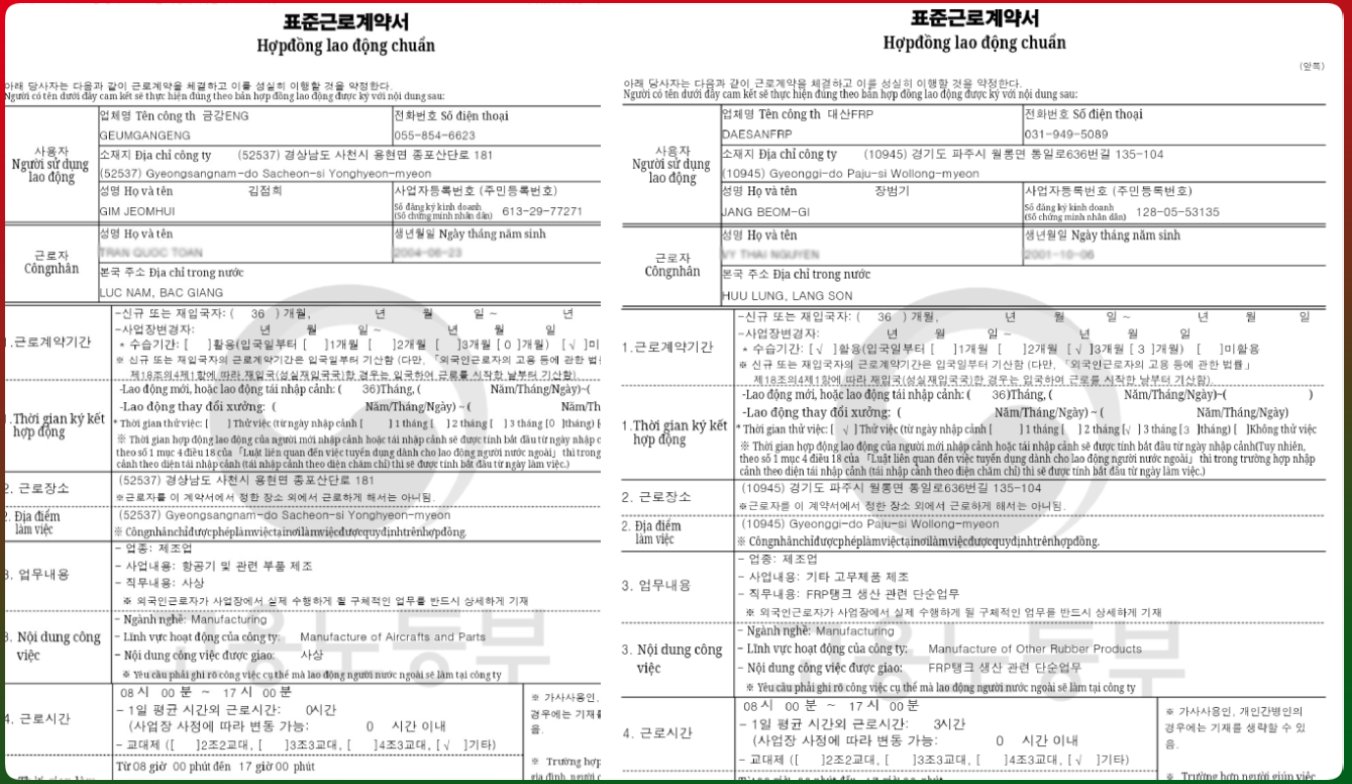 표준근로계약서
Hợpđồng lao động chuẩn
아래 당사자는 다음과 같이 근로계약을 체결하고 이를 성실히 이행할 것을 약정한다.
Người có tên dưới đây cam kết sẽ thực hiện đúng theo bản hợp đồng lao động được ký với nội dung sau:
사용자
Người sử dụng
lao động
업체명 Tên công th 금강ENG
GEUMGANGENG
전화번호 Số điện thoại
055-854-6623
소재지 Địa chỉ công ty (52537) 경상남도 사천시 용현면 종포산단로 181
(52537) Gyeongsangnam-do Sacheon-si Yonghyeon-myeon
성명 Họ và tên 김점희
GIM JEOMHUI
사업자등록번호 (주민등록번호)
Số đăng ký kinh doanh
(Số chứng minh nhân dân) 613-29-77271
근로자
Côngnhân
성명 Họ và tên
TRAN QUOC TOAN
생년월일 Ngày tháng năm sinh
2004-06-23
본국 주소 Địa chỉ trong nước
LUC NAM, BAC GIANG
1.근로계약기간
-신규 또는 재입국자: ( 36 ) 개월, 년 월 일 ~ 년
-사업장변경자: 년 월 일 ~ 년 월 일
* 수습기간: [ ]활용(입국일부터 [ ]1개월 [ ]2개월 [ ]3개월 [ 0 ]개월) [ √ ]미
※ 신규 또는 재입국자의 근로계약기간은 입국일부터 기산함 (다만, 「외국인근로자의 고용 등에 관한 법
제18조의4제1항에 따라 재입국(성실재입국국)한 경우는 입국하여 근로를 시작한 날부터 기산함).
1.Thời gian ký kết
hợp đồng
-Lao động mới, hoặc lao động tái nhập cảnh: ( 36)Tháng, ( Năm/Tháng/Ngày)~(
-Lao động thay đổi xưởng: ( Năm/Tháng/Ngày) ~ ( Năm/Th
* Thời gian thử việc: [ ] Thử việc (từ ngày nhập cảnh [ ] 1 tháng [ ] 2 tháng [ ] 3 tháng [0 ]tháng) [
※ Thời gian hợp đồng lao động của người mới nhập cảnh hoặc tái nhập cảnh sẽ được tính bắt đầu từ ngày nhập c
theo số 1 mục 4 điều 18 của 「Luật liên quan đến việc tuyển dụng dành cho lao động người nước ngoài」 thì trong
cảnh theo diện tái nhập cảnh (tái nhập cảnh theo diện chăm chỉ) thì sẽ được tính bắt đầu từ ngày làm việc.)
2. 근로장소
(52537) 경상남도 사천시 용현면 종포산단로 181
※근로자를 이 계약서에서 정한 장소 외에서 근로하게 해서는 아니됨.
2. Địa điểm
làm việc
(52537) Gyeongsangnam-do Sacheon-si Yonghyeon-myeon
※ Côngnhânchỉđượcphéplàmviệctạinơilàmviệcđượcquyđịnhtrênhợpđồng.
3. 업무내용
- 업종: 제조업
- 사업내용: 항공기 및 관련 부품 제조
- 직무내용: 사상
※ 외국인근로자가 사업장에서 실제 수행하게 될 구체적인 업무를 반드시 상세하게 기재
3. Nội dung công
việc
- Ngành nghề: Manufacturing
- Lĩnh vực hoạt động của công ty: Manufacture of Aircrafts and Parts
- Nội dung công việc được giao: 사상
※ Yêu cầu phải ghi rõ công việc cụ thể mà lao động người nước ngoài sẽ làm tại công ty
4. 근로시간
08 시 00 분 ~ 17 시 00 분
- 1일 평균 시간외 근로시간: 0시간
(사업장 사정에 따라 변동 가능: 0 시간 이내
- 교대제 ([ ]2조2교대, [ ]3조3교대, [ ]4조3교대, [ √ ]기타)
※ 가사사용인,
경우에는 기재를
음.
Từ 08 giờ 00 phút đến 17 giờ 00 phút
※ Trường hợp
gia đình, người c
표준근로계약서
Hợpđồng lao động chuẩn
(앞쪽)
아래 당사자는 다음과 같이 근로계약을 체결하고 이를 성실히 이행할 것을 약정한다.
Người có tên dưới đây cam kết sẽ thực hiện đúng theo bản hợp đồng lao động được ký với nội dung sau:
사용자
Người sử dụng
lao động
업체명 Tên công th 대산FRP
DAESANFRP
전화번호 Số điện thoại
031-949-5089
소재지 Địa chỉ công ty (10945) 경기도 파주시 월롱면 통일로636번길 135-104
(10945) Gyeonggi-do Paju-si Wollong-myeon
성명 Họ và tên 장범기
JANG BEOM-GI
사업자등록번호 (주민등록번호)
Số đăng ký kinh doanh
(Số chứng minh nhân dân) 128-05-53135
근로자
Côngnhân
성명 Họ và tên
VY THAI NGUYEN
생년월일 Ngày tháng năm sinh
2001-10-06
본국 주소 Địa chỉ trong nước
HUU LUNG, LANG SON
1.근로계약기간
-신규 또는 재입국자: ( 36 ) 개월, 년 월 일 ~ 년 월 일
-사업장변경자: 년 월 일 ~ 년 월 일
* 수습기간: [ √ ]활용(입국일부터 [ ]1개월 [ ]2개월 [ √ ]3개월 [ 3 ]개월) [ ]미활용
※ 신규 또는 재입국자의 근로계약기간은 입국일부터 기산함 (다만, 「외국인근로자의 고용 등에 관한 법률」
제18조의4제1항에 따라 재입국(성실재입국국)한 경우는 입국하여 근로를 시작한 날부터 기산함).
1.Thời gian ký kết
hợp đồng
-Lao động mới, hoặc lao động tái nhập cảnh: ( 36)Tháng, ( Năm/Tháng/Ngày)~( )
-Lao động thay đổi xưởng: ( Năm/Tháng/Ngày) ~ ( Năm/Tháng/Ngày)
* Thời gian thử việc: [ √ ] Thử việc (từ ngày nhập cảnh [ ] 1 tháng [ ] 2 tháng [√ ] 3 tháng [3 ]tháng) [ ]Không thử việc
※ Thời gian hợp đồng lao động của người mới nhập cảnh hoặc tái nhập cảnh sẽ được tính bắt đầu từ ngày nhập cảnh(Tuy nhiên,
theo số 1 mục 4 điều 18 của 「Luật liên quan đến việc tuyển dụng dành cho lao động người nước ngoài」 thì trong trường hợp nhập
cảnh theo diện tái nhập cảnh (tái nhập cảnh theo diện chăm chỉ) thì sẽ được tính bắt đầu từ ngày làm việc.)
2. 근로장소
(10945) 경기도 파주시 월롱면 통일로636번길 135-104
※근로자를 이 계약서에서 정한 장소 외에서 근로하게 해서는 아니됨.
2. Địa điểm
làm việc
(10945) Gyeonggi-do Paju-si Wollong-myeon
※ Côngnhânchỉđượcphéplàmviệctạinơilàmviệcđượcquyđịnhtrênhợpđồng.
3. 업무내용
- 업종: 제조업
- 사업내용: 기타 고무제품 제조
- 직무내용: FRP탱크 생산 관련 단순업무
※ 외국인근로자가 사업장에서 실제 수행하게 될 구체적인 업무를 반드시 상세하게 기재
3. Nội dung công
việc
- Ngành nghề: Manufacturing
- Lĩnh vực hoạt động của công ty: Manufacture of Other Rubber Products
- Nội dung công việc được giao: FRP탱크 생산 관련 단순업무
※ Yêu cầu phải ghi rõ công việc cụ thể mà lao động người nước ngoài sẽ làm tại công ty
4. 근로시간
08 시 00 분 ~ 17 시 00 분
- 1일 평균 시간외 근로시간: 3시간
(사업장 사정에 따라 변동 가능: 0 시간 이내
- 교대제 ([ ]2조2교대, [ ]3조3교대, [ ]4조3교대, [ √ ]기타)
※ 가사사용인, 개인간병인의
경우에는 기재를 생략할 수 있
음.
※ Trường hợp người giúp việc
고용노동부